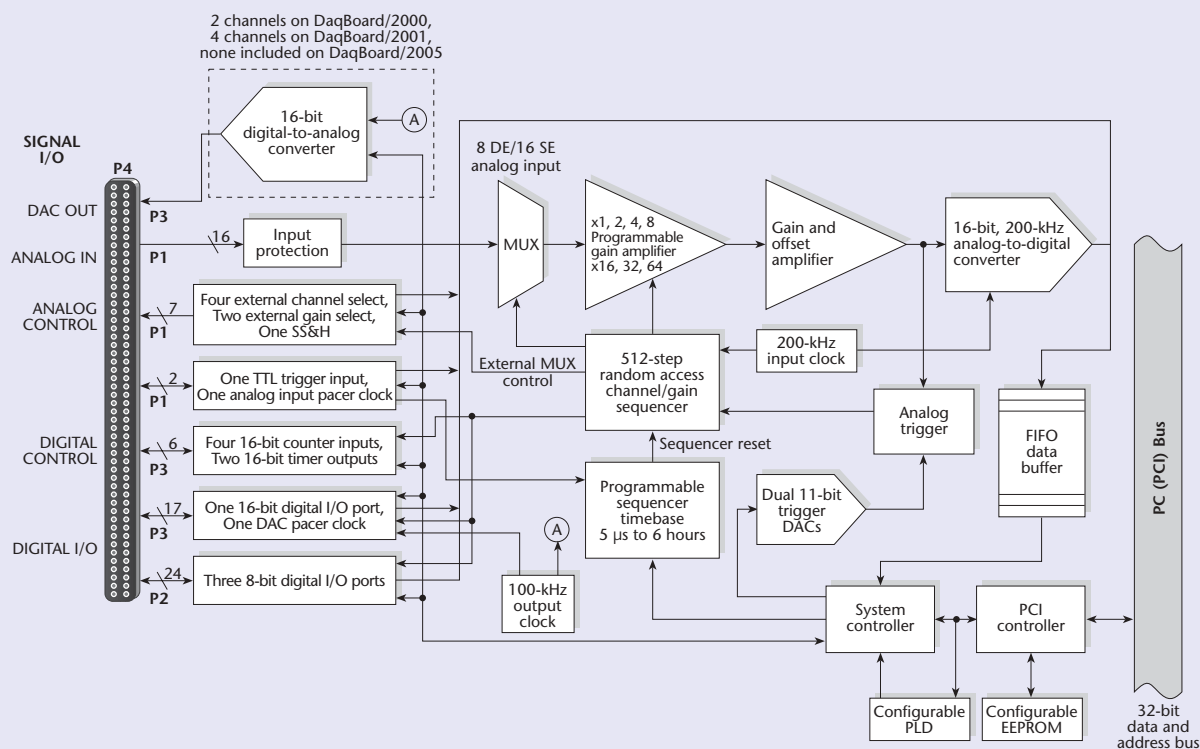 2 channels on DaqBoard/2000,
4 channels on DaqBoard/2001,
none included on DaqBoard/2005
16-bit
digital-to-analog
converter
A
SIGNAL
I/O
P4
DAC OUT
P3
ANALOG IN
P1
16
Input
protection
8 DE/16 SE
analog input
MUX
x1, 2, 4, 8
Programmable
gain amplifier
x16, 32, 64
Gain and
offset
amplifier
16-bit, 200-kHz
analog-to-digital
converter
ANALOG
CONTROL
7
P1
Four external channel select,
Two external gain select,
One SS&H
External MUX
control
512-step
random access
channel/gain
sequencer
200-kHz
input clock
2
P1
One TTL trigger input,
One analog input pacer clock
Analog
trigger
FIFO
data
buffer
PC (PCI) Bus
DIGITAL
CONTROL
6
P3
Four 16-bit counter inputs,
Two 16-bit timer outputs
Sequencer reset
Programmable
sequencer
timebase
5 µs to 6 hours
Dual 11-bit
trigger
DACs
17
P3
One 16-bit digital I/O port,
One DAC pacer clock
A
DIGITAL I/O
24
P2
Three 8-bit digital I/O ports
100-kHz
output
clock
System
controller
PCI
controller
Configurable
PLD
Configurable
EEPROM
32-bit
data and
address bus